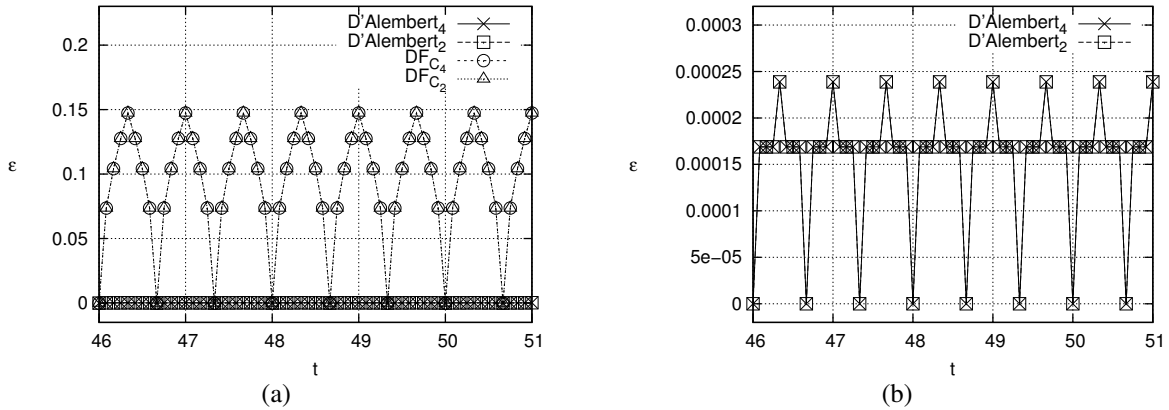 D'Alembert4
D'Alembert2
DFC4
DFC2
0.2
0.15
0.1
0.05
0
ε
46 47 48 49 50 51
t
(a)
D'Alembert4
D'Alembert2
0.0003
0.00025
0.0002
0.00015
0.0001
5e−05
0
ε
46 47 48 49 50 51
t
(b)